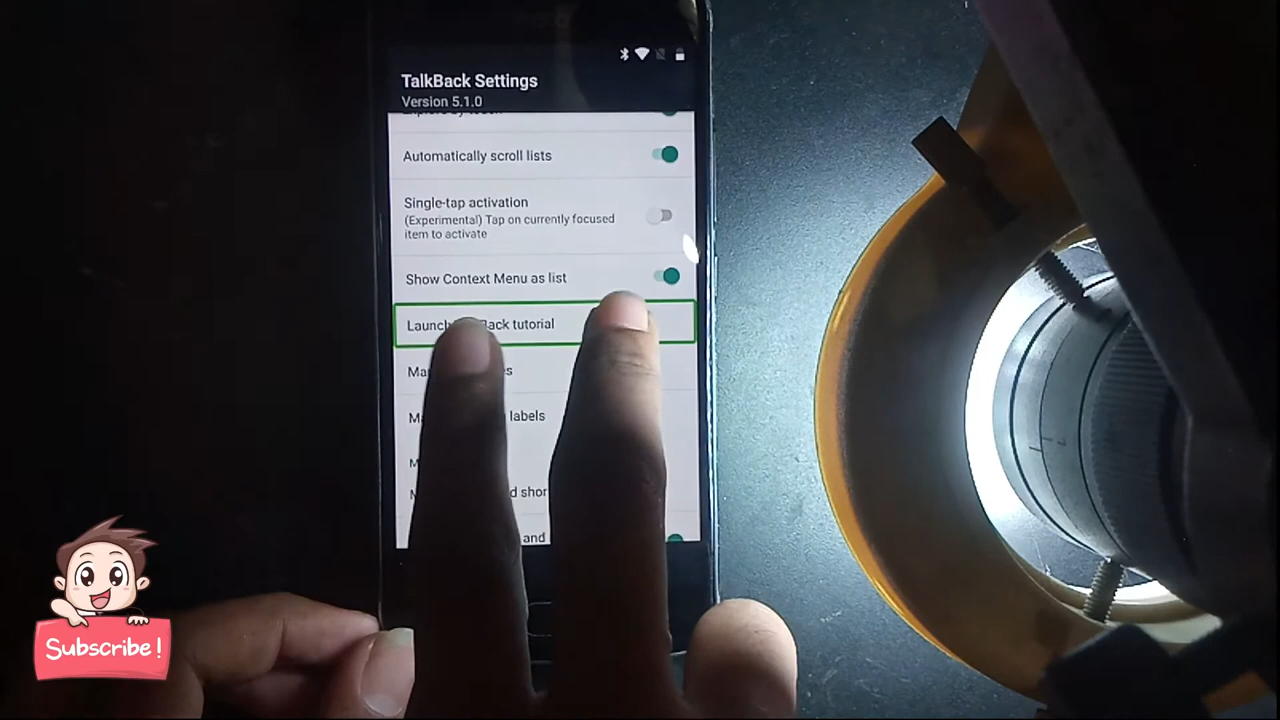 TalkBack Settings
Version 5.1.0
Automatically scroll lists
Single-tap activation
(Experimental) Tap on currently focused
item to activate
Show Context Menu as list
Launch Back tutorial
labels
and
Subscribe!